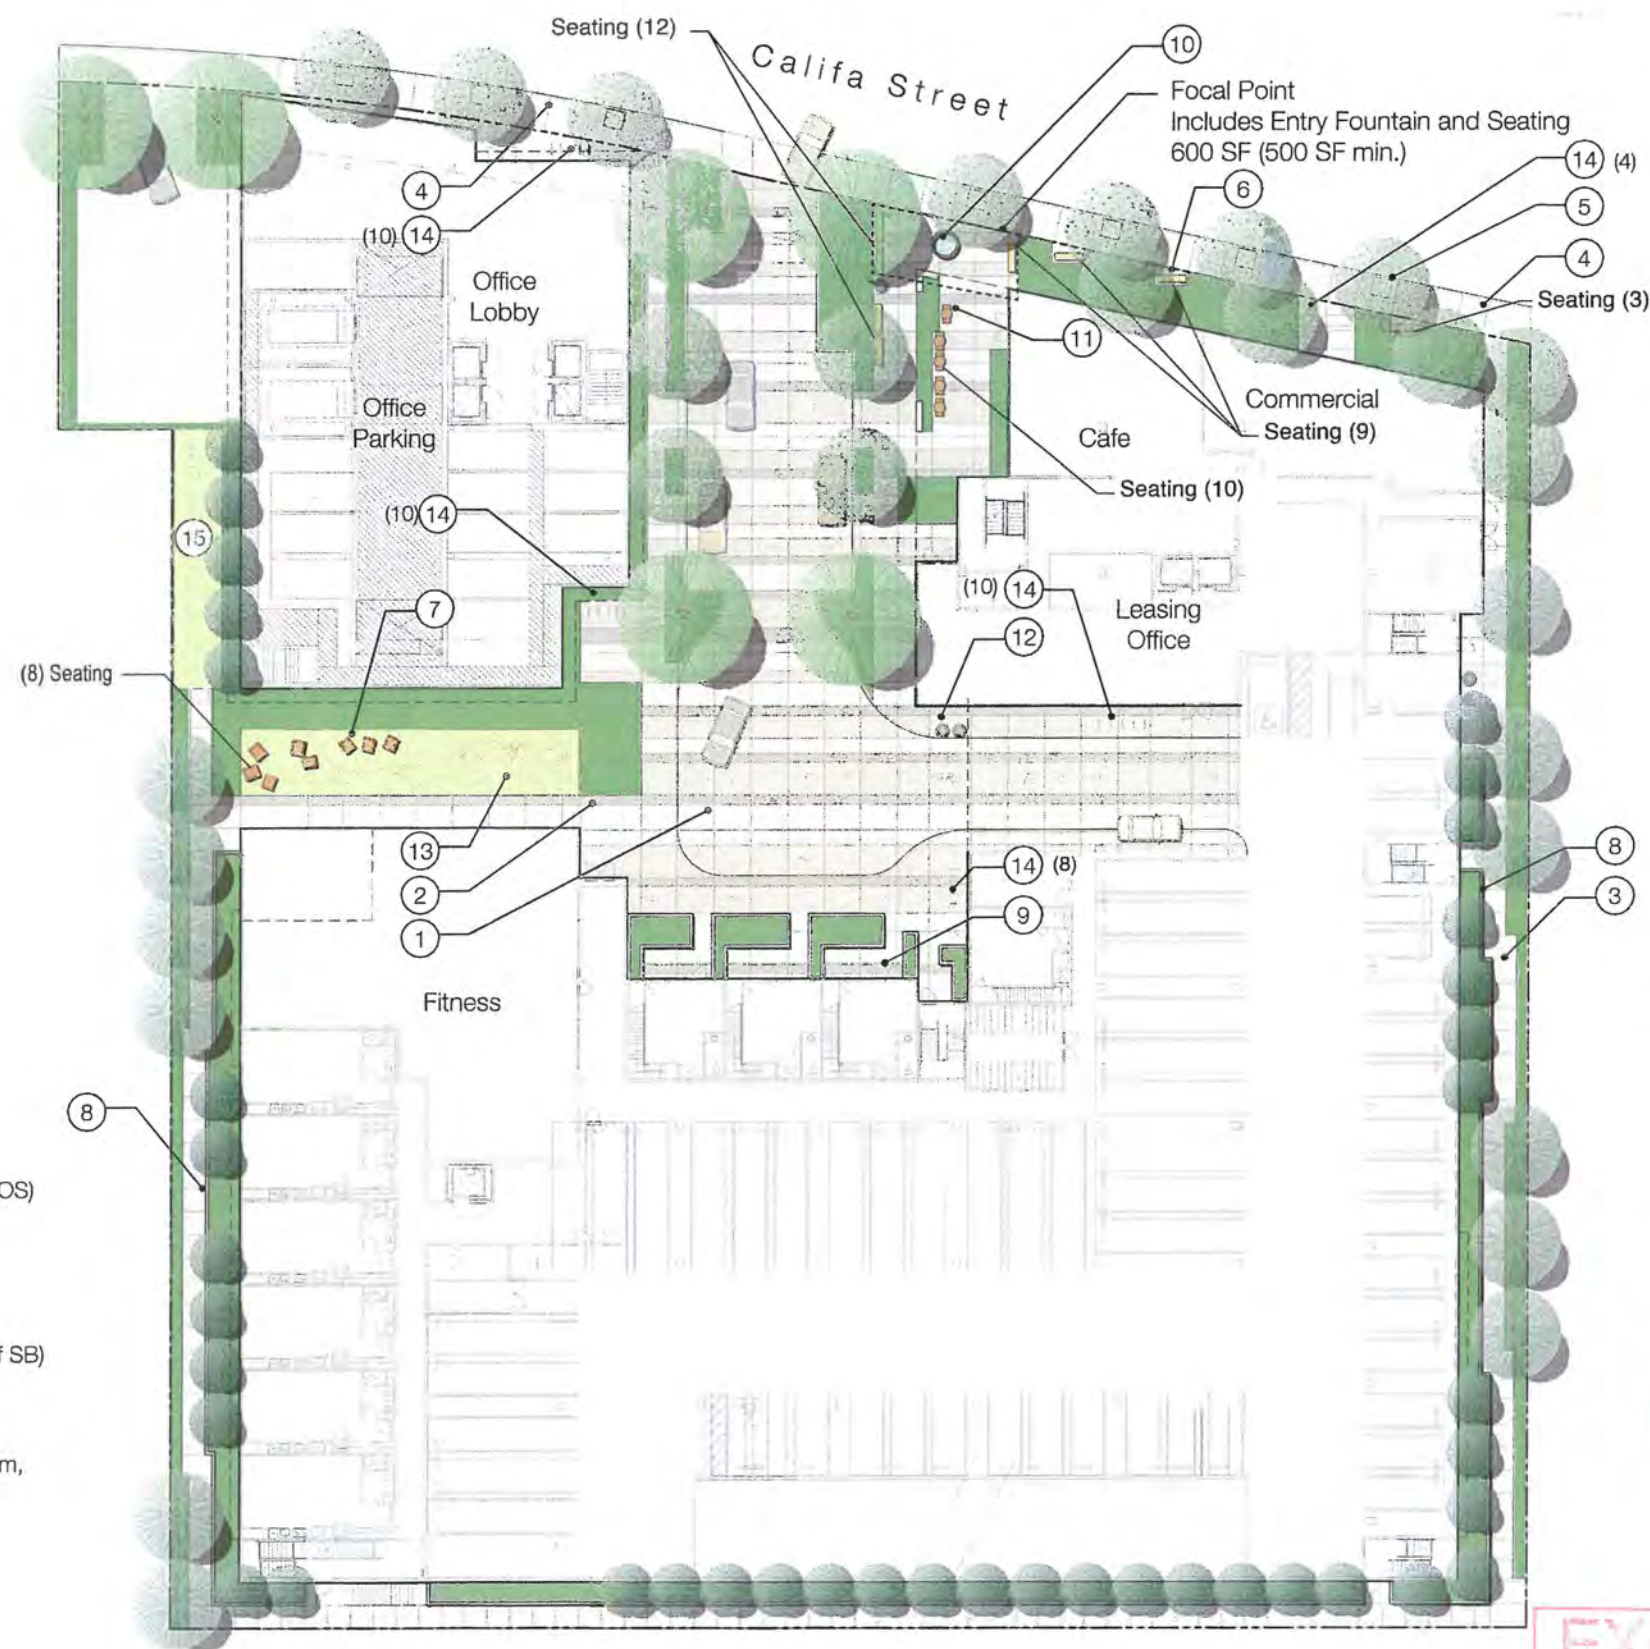 Seating (12)
Califa Street
10
Focal Point
Includes Entry Fountain and Seating
600 SF (500 SF min.)
14 (4)
6
5
4
4
Seating (3)
(10) 14
Office
Lobby
11
Office
Parking
Commercial
Seating (9)
Cafe
Seating (10)
(10) 14
15
(10) 14
7
Leasing
Office
12
(8) Seating
13
2
1
14 (8)
9
8
3
Fitness
8
OS)
SB)
m,